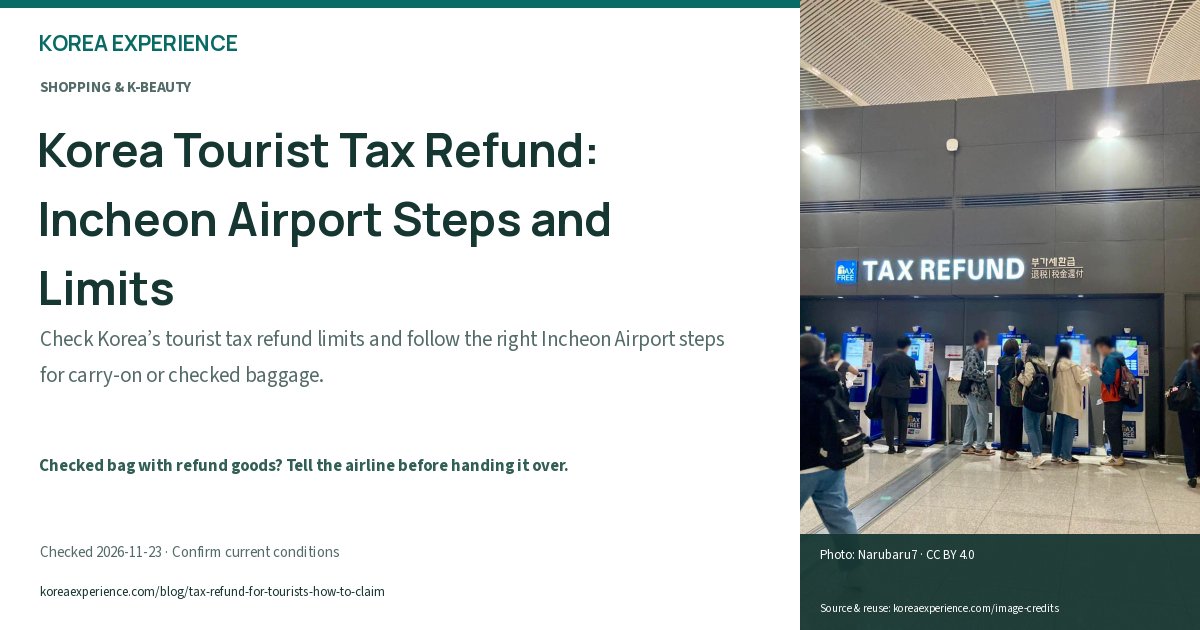 KOREA EXPERIENCE
SHOPPING & K-BEAUTY
Korea Tourist Tax Refund:
Incheon Airport Steps and
Limits
Check Korea’s tourist tax refund limits and follow the right Incheon Airport steps
for carry-on or checked baggage.
Checked bag with refund goods? Tell the airline before handing it over.
Checked 2026-11-23 · Confirm current conditions
koreaexperience.com/blog/tax-refund-for-tourists-how-to-claim
TAX FREE
TAX REFUND
부가세환급
退税|税金還付
Photo: Narubaru7 · CC BY 4.0
Source & reuse: koreaexperience.com/image-credits